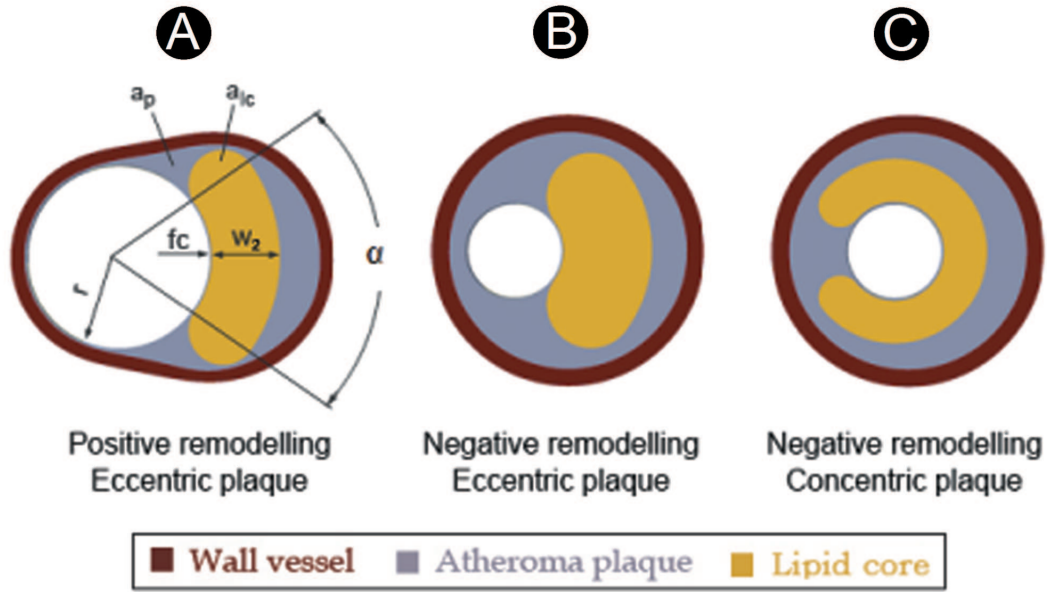 A
B
C
ap
alc
fc
w2
α
r
Positive remodelling
Eccentric plaque
Negative remodelling
Eccentric plaque
Negative remodelling
Concentric plaque
Wall vessel
Atheroma plaque
Lipid core